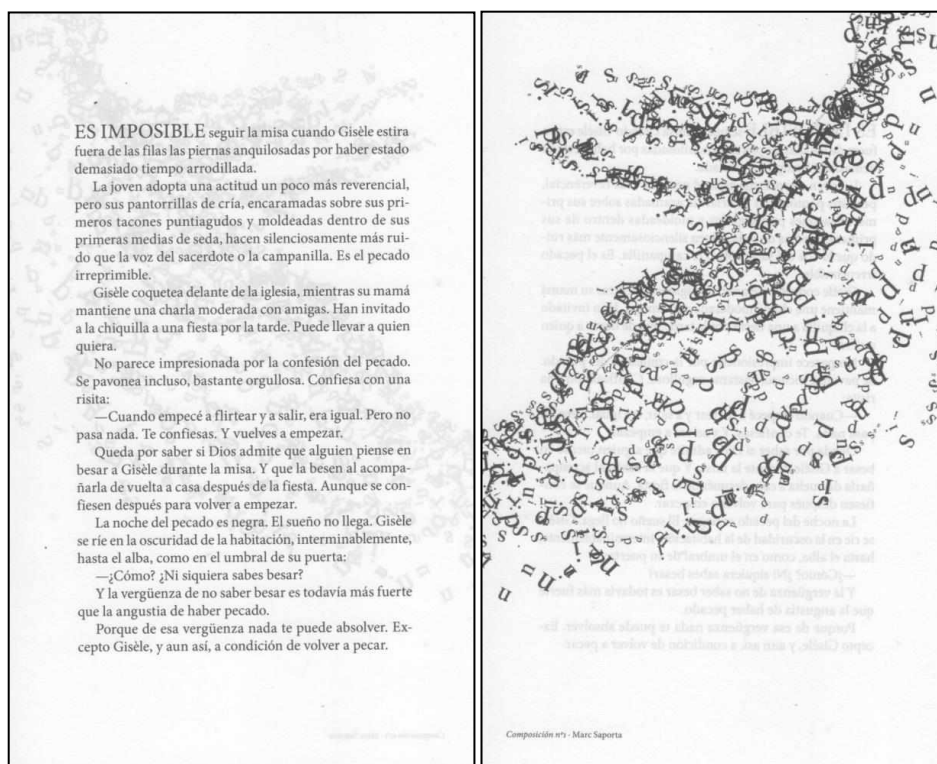 ES IMPOSIBLE seguir la misa cuando Gisèle estira
fuera de las filas las piernas anquilosadas por haber estado
demasiado tiempo arrodillada.
La joven adopta una actitud un poco más reverencial,
pero sus pantorrillas de cría, encaramadas sobre sus pri-
meros tacones puntiagudos y moldeadas dentro de sus
primeras medias de seda, hacen silenciosamente más rui-
do que la voz del sacerdote o la campanilla. Es el pecado
irreprimible.
Gisèle coquetea delante de la iglesia, mientras su mamá
mantiene una charla moderada con amigas. Han invitado
a la chiquilla a una fiesta por la tarde. Puede llevar a quien
quiera.
No parece impresionada por la confesión del pecado.
Se pavonea incluso, bastante orgullosa. Confiesa con una
risita:
—Cuando empecé a flirtear y a salir, era igual. Pero no
pasa nada. Te confiesas. Y vuelves a empezar.
Queda por saber si Dios admite que alguien piense en
besar a Gisèle durante la misa. Y que la besen al acompa-
ñarla de vuelta a casa después de la fiesta. Aunque se con-
fiesen después para volver a empezar.
La noche del pecado es negra. El sueño no llega. Gisèle
se ríe en la oscuridad de la habitación, interminablemente,
hasta el alba, como en el umbral de su puerta:
—¿Cómo? ¿Ni siquiera sabes besar?
Y la vergüenza de no saber besar es todavía más fuerte
que la angustia de haber pecado.
Porque de esa vergüenza nada te puede absolver. Ex-
cepto Gisèle, y aun así, a condición de volver a pecar.
Composición nº1 - Marc Saporta